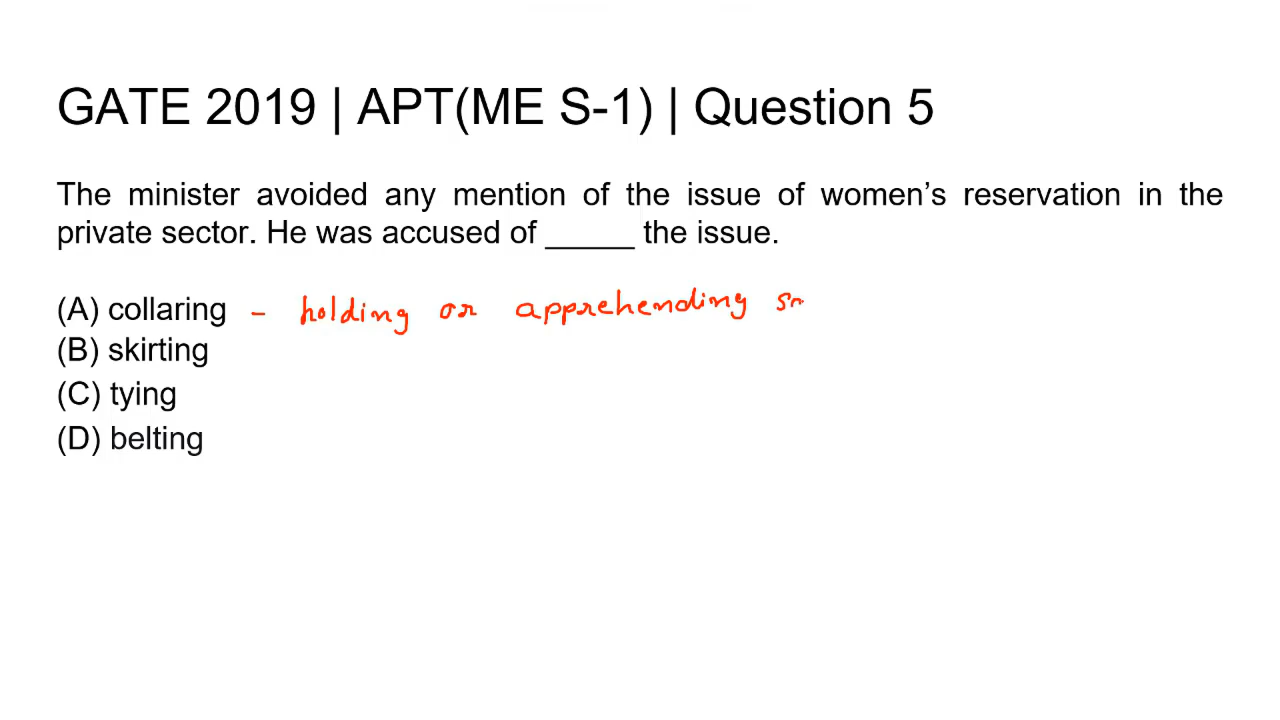 GATE 2019 | APT(ME S-1) | Question 5
The minister avoided any mention of the issue of women’s reservation in the
private sector. He was accused of _____ the issue.
(A) collaring - holding or apprehending
(B) skirting
(C) tying
(D) belting